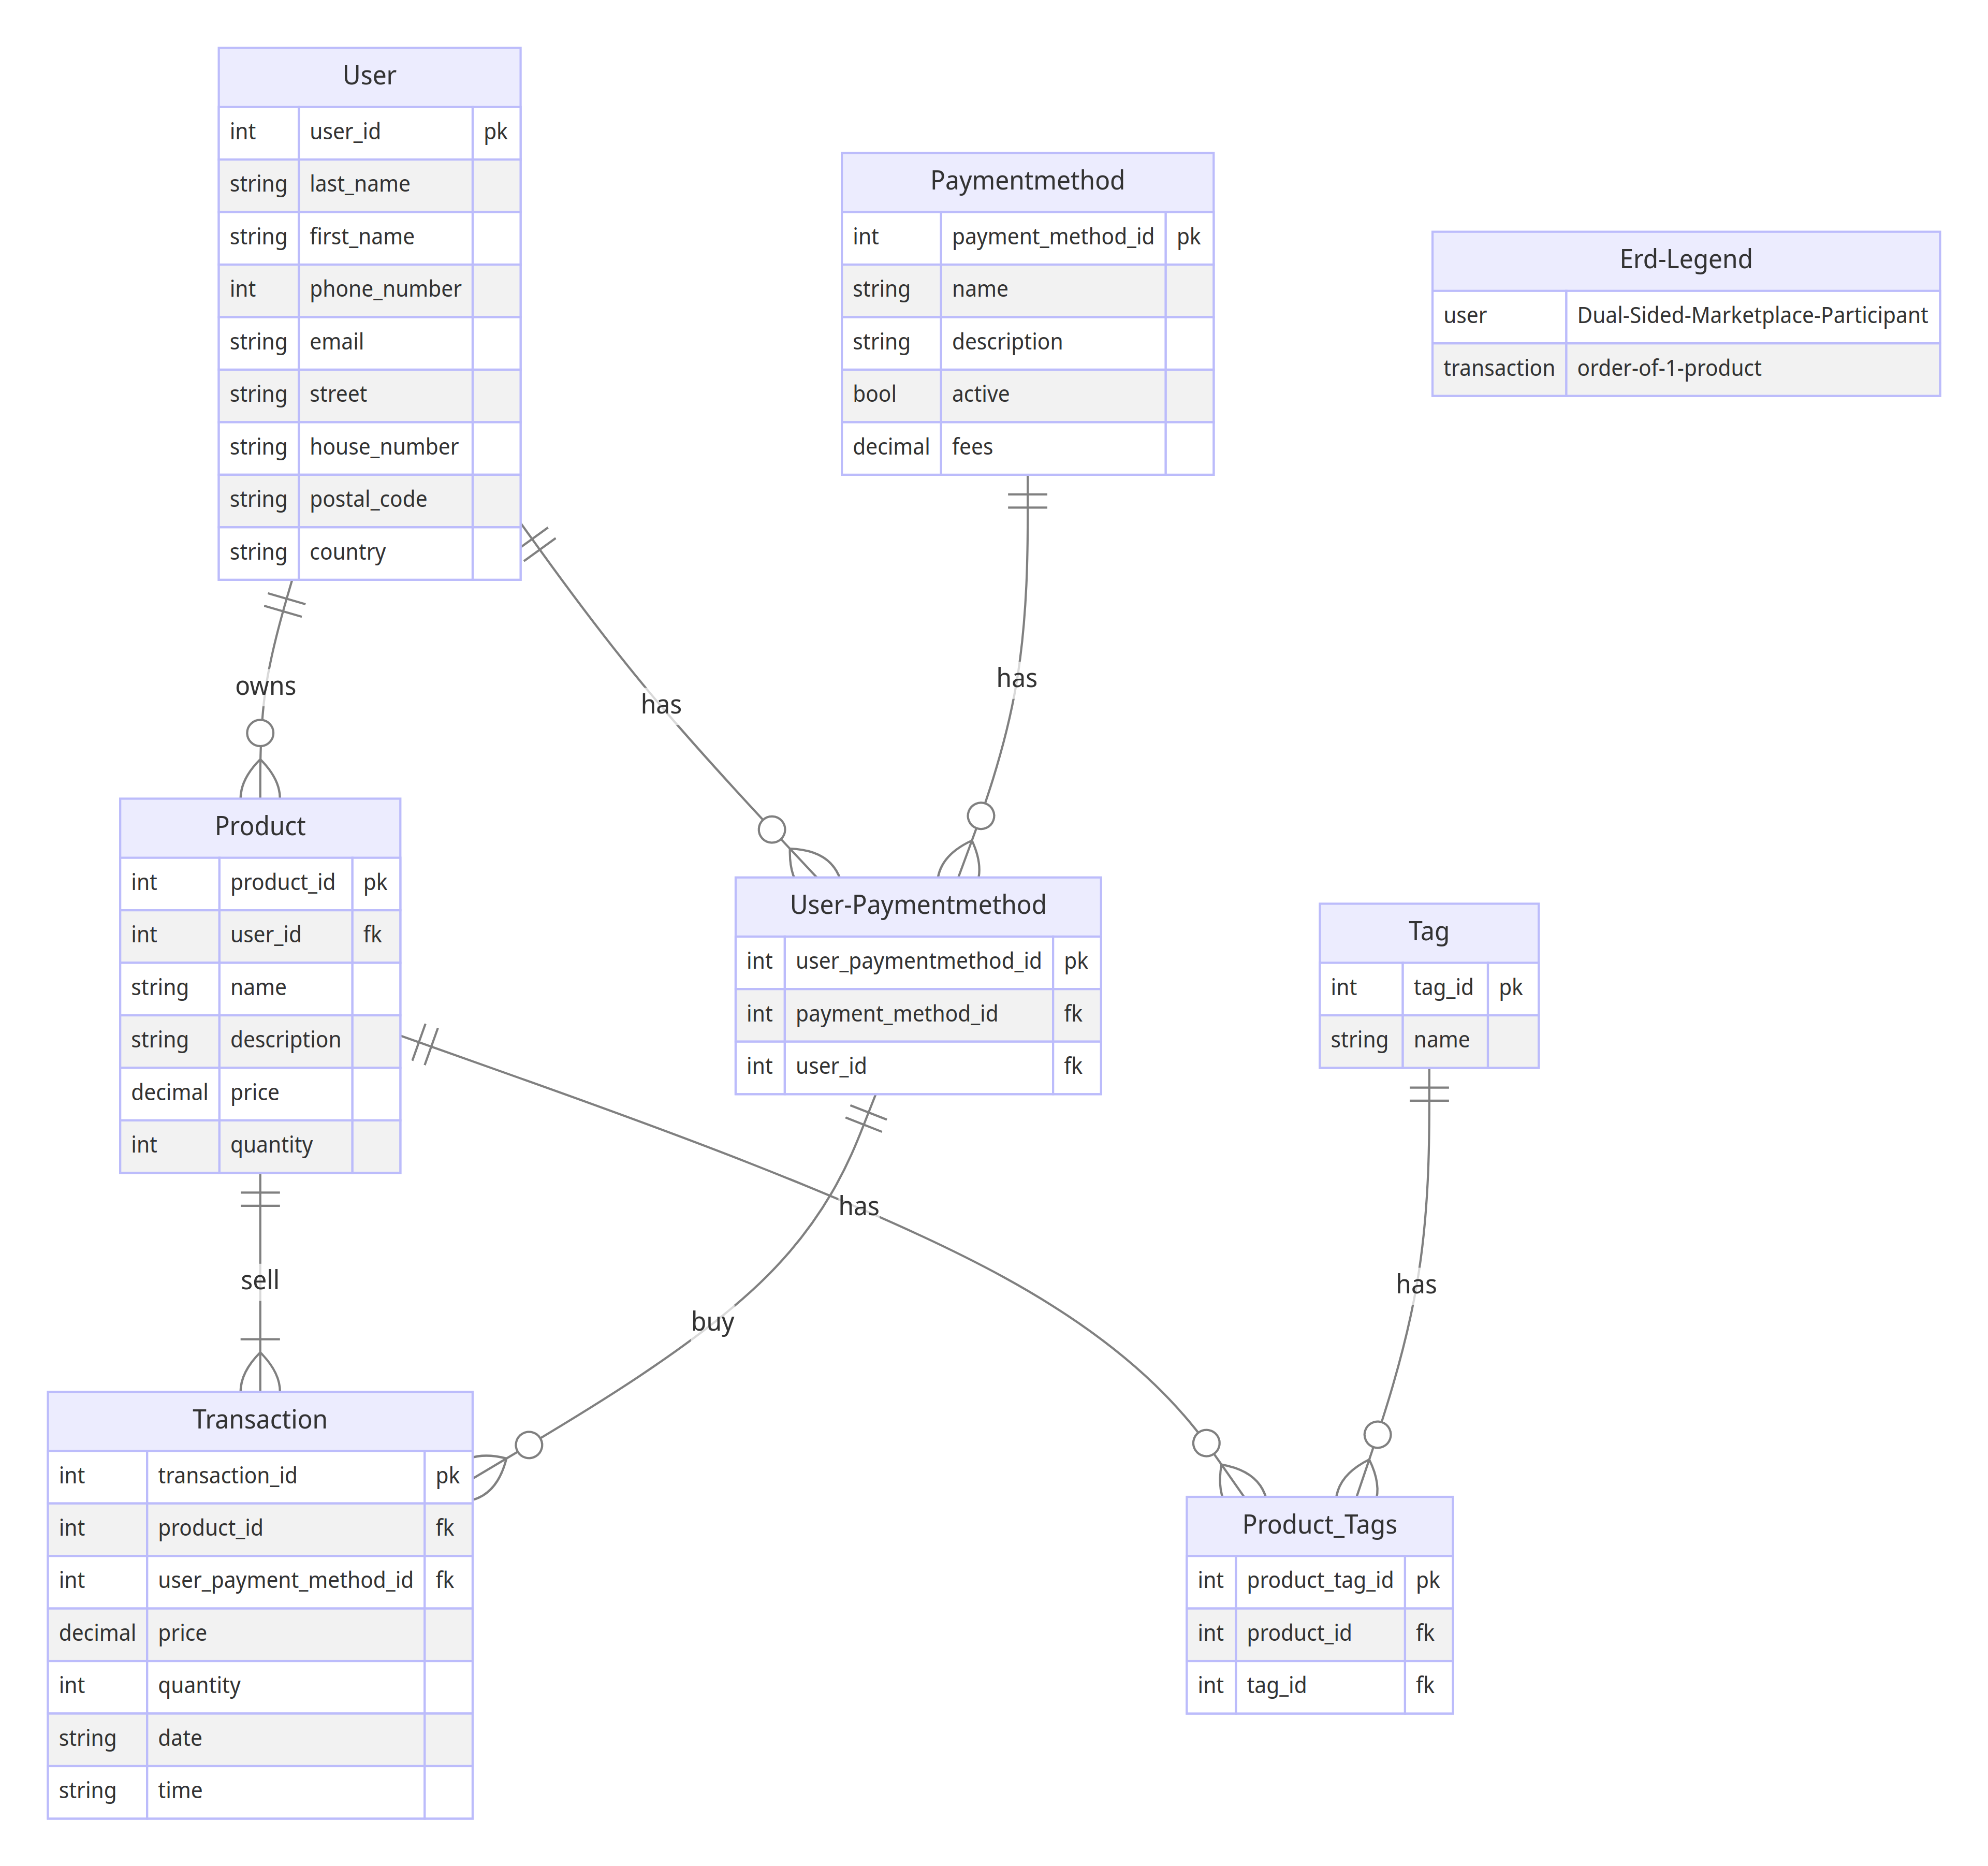 User
int user_id pk
string last_name
string first_name
int phone_number
string email
string street
string house_number
string postal_code
string country
Paymentmethod
int payment_method_id pk
string name
string description
bool active
decimal fees
Erd-Legend
user Dual-Sided-Marketplace-Participant
transaction order-of-1-product
owns
has
has
Product
int product_id pk
int user_id fk
string name
string description
decimal price
int quantity
User-Paymentmethod
int user_paymentmethod_id pk
int payment_method_id fk
int user_id fk
Tag
int tag_id pk
string name
has
sell
has
buy
Transaction
int transaction_id pk
int product_id fk
int user_payment_method_id fk
decimal price
int quantity
string date
string time
Product_Tags
int product_tag_id pk
int product_id fk
int tag_id fk